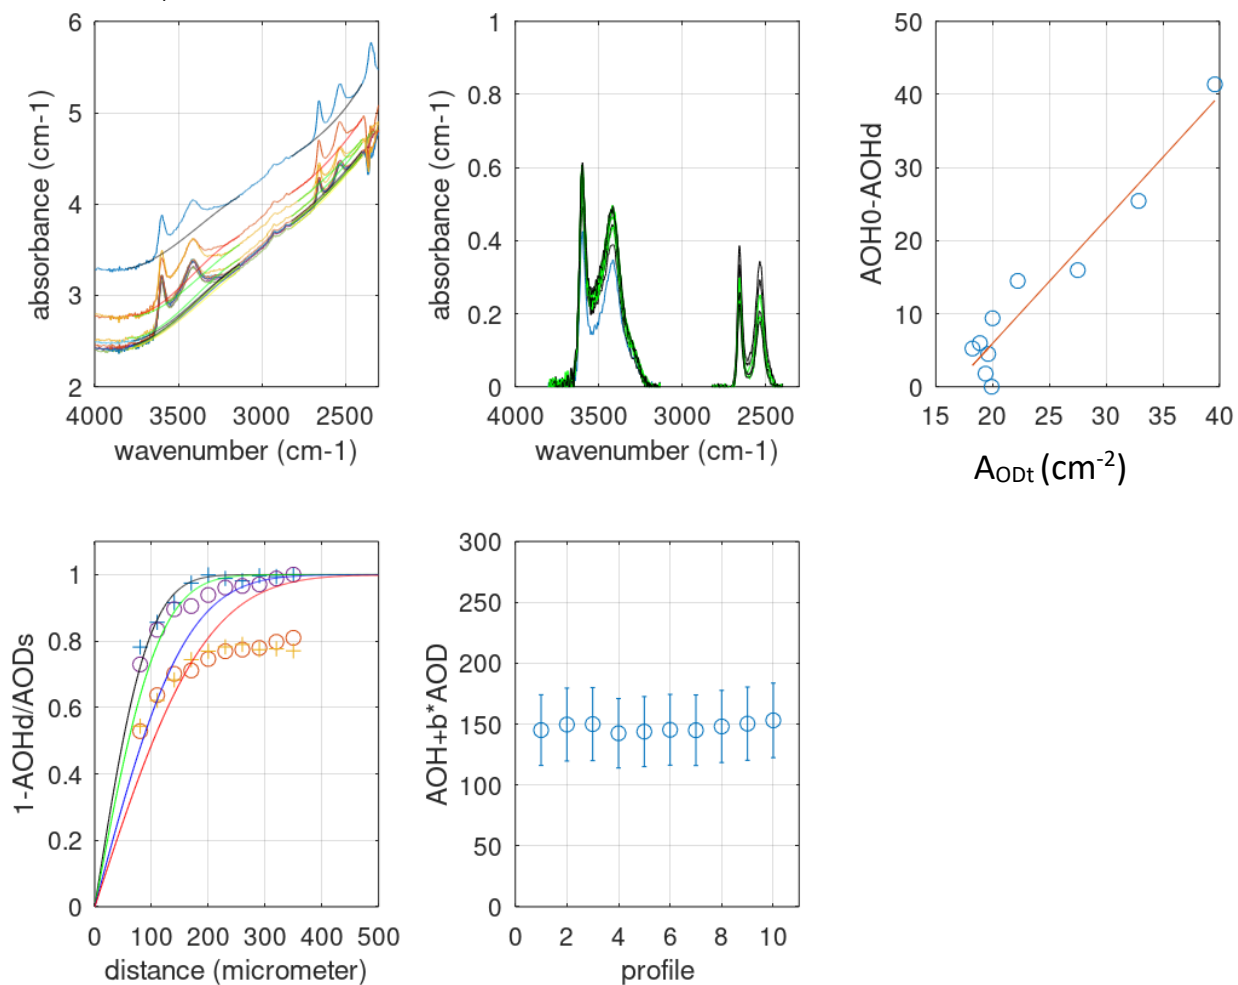 6
5
4
3
2
4000 3500 3000 2500
wavenumber (cm-1)
absorbance (cm-1)
1
0.8
0.6
0.4
0.2
0
4000 3500 3000 2500
wavenumber (cm-1)
absorbance (cm-1)
50
40
30
20
10
0
15 20 25 30 35 40
AOH0-AOHd
AODt (cm-2)
1
0.8
0.6
0.4
0.2
0
0 100 200 300 400 500
distance (micrometer)
1-AOHd/AODs
300
250
200
150
100
50
0
0 2 4 6 8 10
profile
AOH+b*AOD